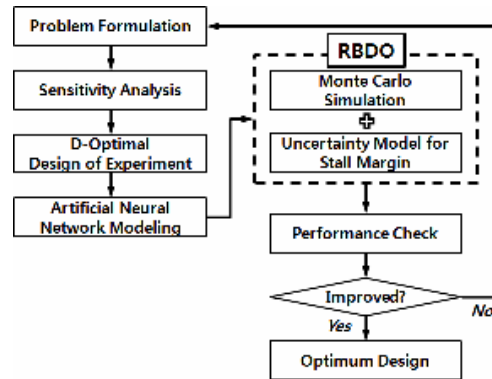 Problem Formulation
Sensitivity Analysis
D-Optimal
Design of Experiment
Artificial Neural
Network Modeling
RBDO
Monte Carlo
Simulation
Uncertainty Model for
Stall Margin
Performance Check
Improved?
No
Yes
Optimum Design